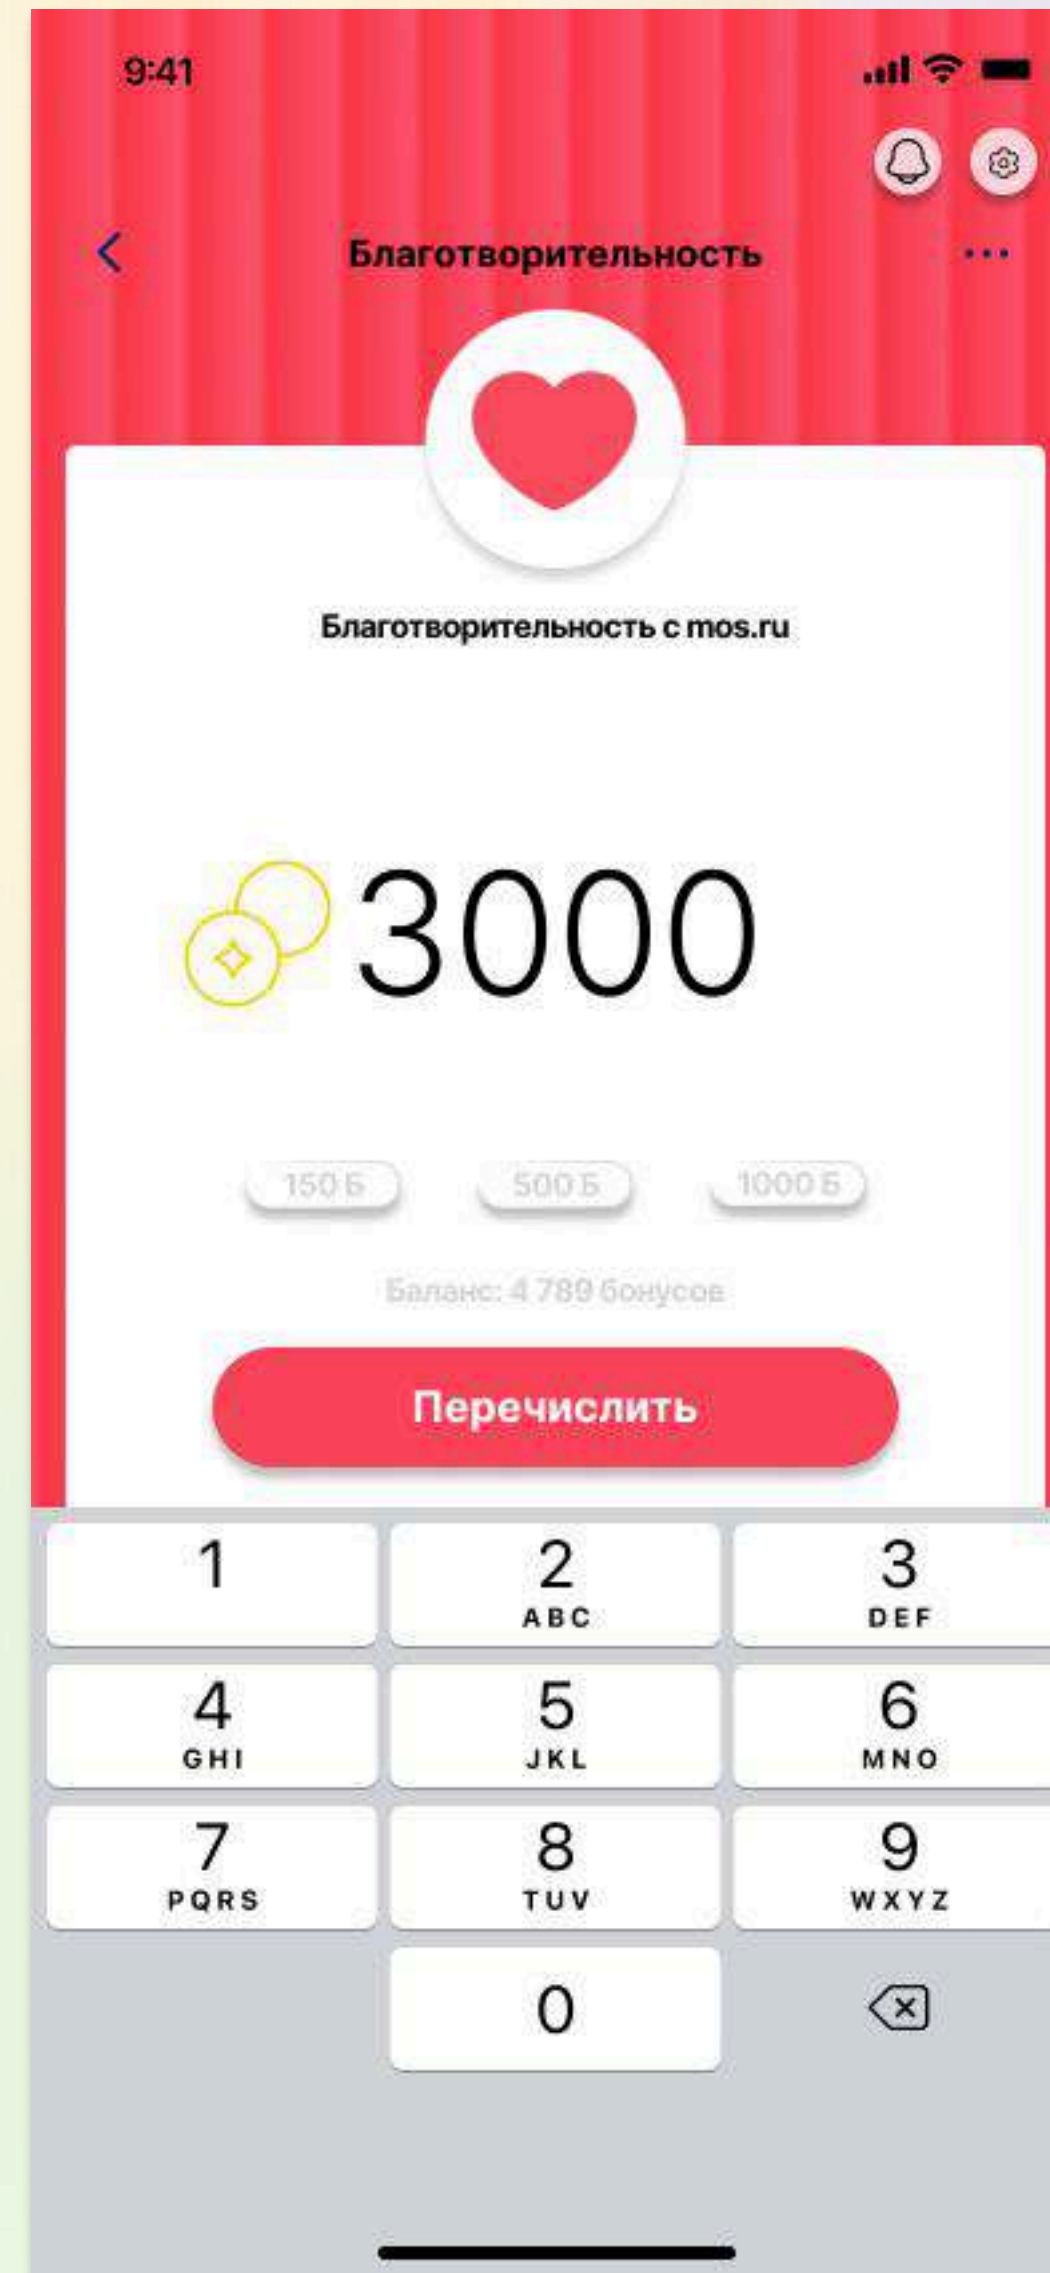 9:41
Благотворительность
Благотворительность с mos.ru
3000
150 Б 500 Б 1000 Б
Баланс: 4 789 бонусов
Перечислить
1 2 3
ABC DEF
4 5 6
GHI JKL MNO
7 8 9
PQRS TUV WXYZ
0